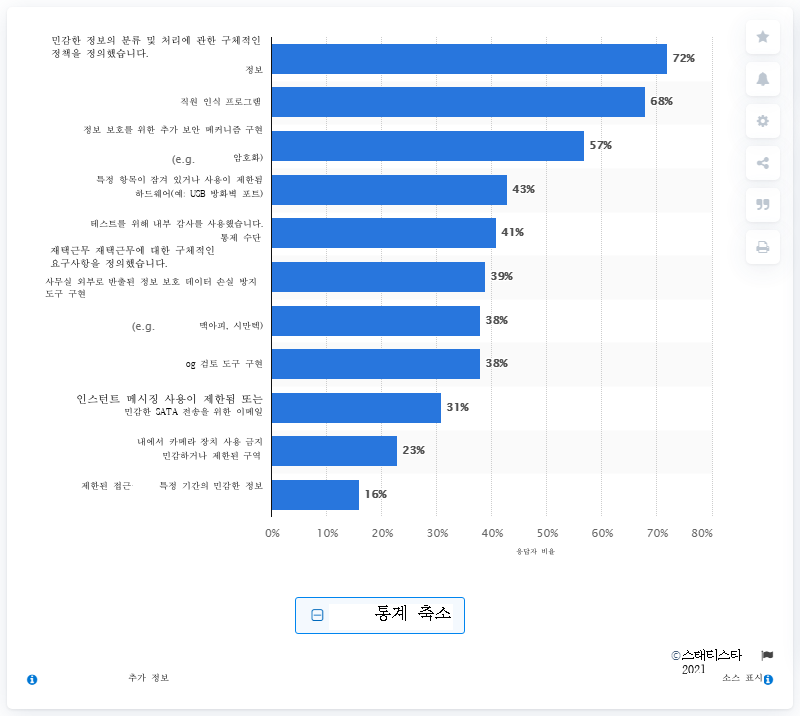 민감한 정보의 분류 및 처리에 관한 구체적인
정책을 정의했습니다.
정보
72%
직원 인식 프로그램
68%
정보 보호를 위한 추가 보안 메커니즘 구현
(e.g. 암호화)
57%
특정 항목이 잠겨 있거나 사용이 제한됨
하드웨어(예: USB 방화벽 포트)
43%
테스트를 위해 내부 감사를 사용했습니다.
통제 수단
41%
재택근무 재택근무에 대한 구체적인
요구사항을 정의했습니다.
39%
사무실 외부로 반출된 정보 보호 데이터 손실 방지
도구 구현
(e.g. 맥아피, 시만텍)
38%
og 검토 도구 구현
38%
인스턴트 메시징 사용이 제한됨 또는
민감한 SATA 전송을 위한 이메일
31%
내에서 카메라 장치 사용 금지
민감하거나 제한된 구역
23%
제한된 접근 특정 기간의 민감한 정보
16%
0% 10% 20% 30% 40% 50% 60% 70% 80%
응답자 비율
통계 축소
©스태티스타
2021
추가 정보
소스 표시